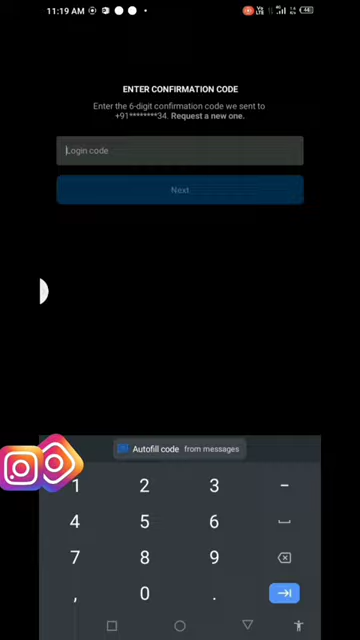 11:19 AM
ENTER CONFIRMATION CODE
Enter the 6-digit confirmation code we sent to
+91********34. Request a new one.
Login code
Next
Autofill code from messages
1 2 3 -
4 5 6
7 8 9
, 0 .